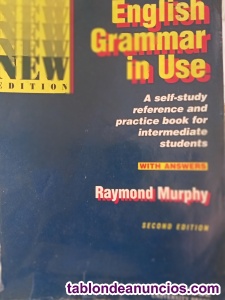 English
Grammar
in Use
NEW
EDITION
A self-study
reference and
practice book for
intermediate
students
WITH ANSWERS
Raymond Murphy
SECOND EDITION
tablondeanuncios.com